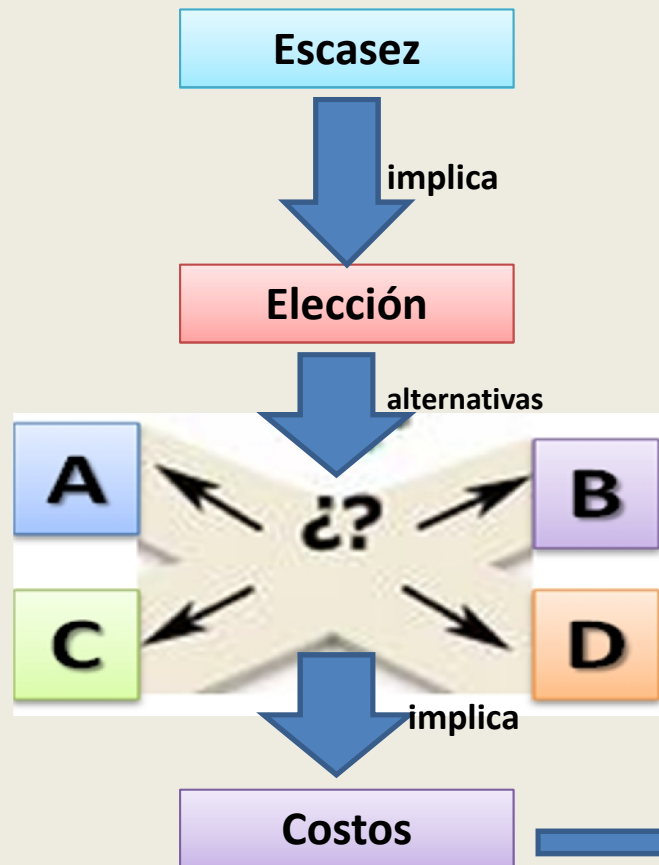 Escasez
implica
Elección
alternativas
A
¿?
B
C
D
implica
Costos